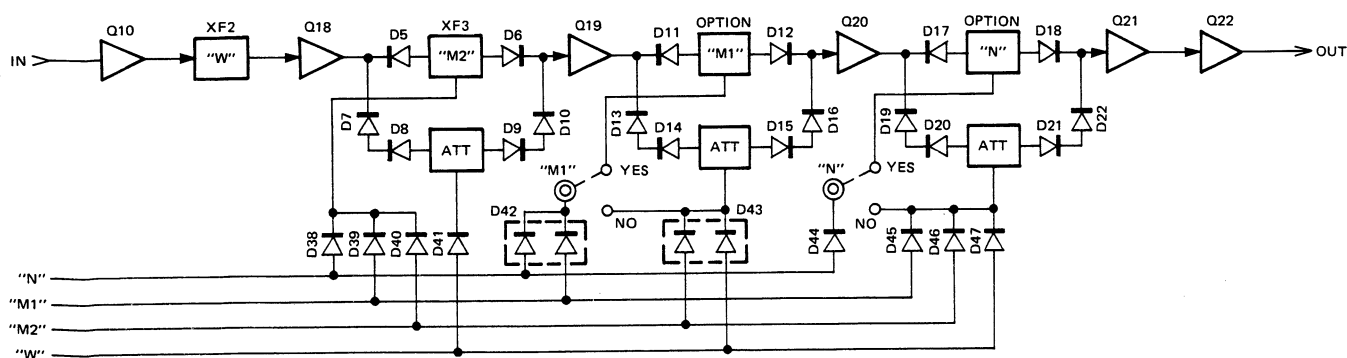 IN
Q10
XF2
"W"
Q18
D5
XF3
"M2"
D6
Q19
D11
OPTION
"M1"
D12
Q20
D17
OPTION
"N"
D18
Q21
Q22
OUT
D7
D8
ATT
D9
D10
D13
D14
ATT
D15
D16
D19
D20
ATT
D21
D22
"M1"
YES
NO
"N"
YES
NO
D38
D39
D40
D41
D42
D43
D44
D45
D46
D47
"N"
"M1"
"M2"
"W"